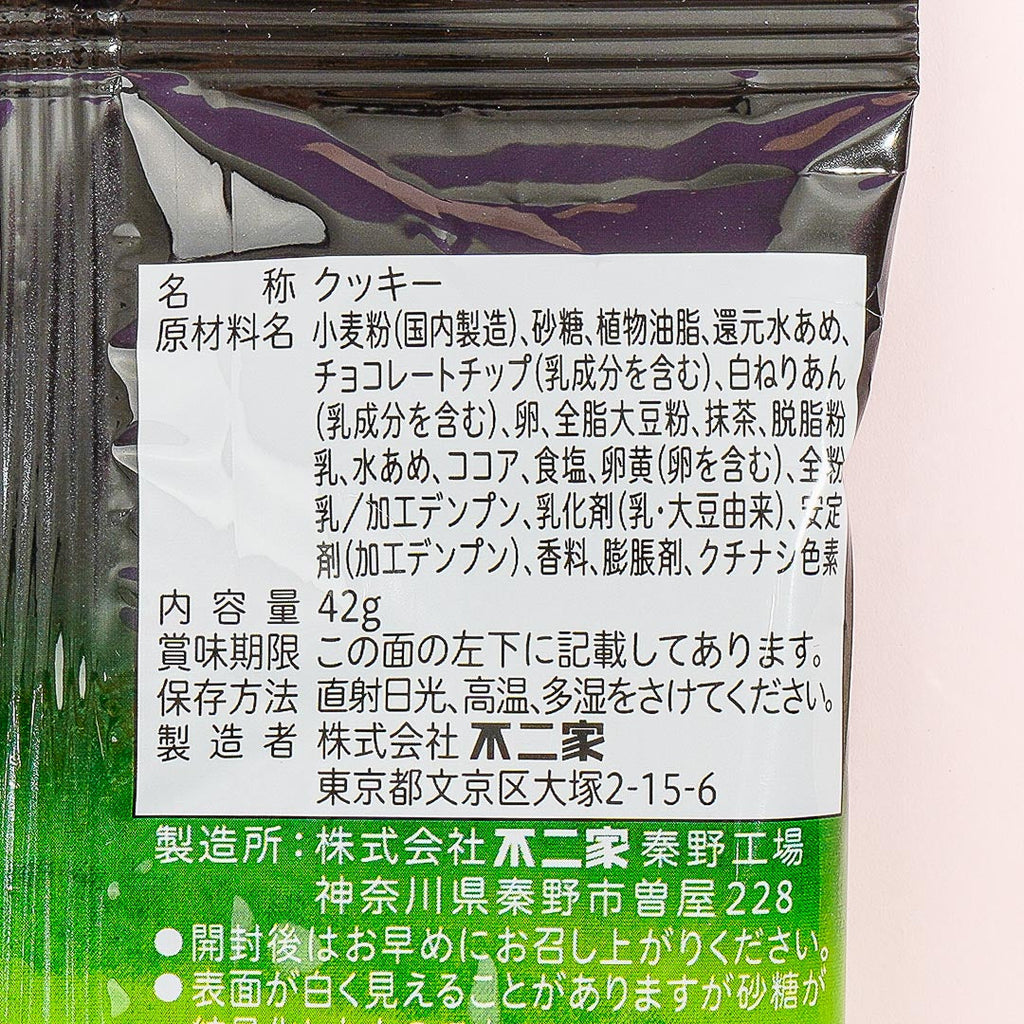 名称 クッキー
原材料名 小麦粉(国内製造)、砂糖、植物油脂、還元水あめ、
チョコレートチップ(乳成分を含む)、白ねりあん
(乳成分を含む)、卵、全脂大豆粉、抹茶、脱脂粉
乳、水あめ、ココア、食塩、卵黄(卵を含む)、全粉
乳/加工デンプン、乳化剤(乳・大豆由来)、安定
剤(加工デンプン)、香料、膨脹剤、クチナシ色素
内容量 42g
賞味期限 この面の左下に記載してあります。
保存方法 直射日光、高温、多湿をさけてください。
製造者 株式会社 不二家
東京都文京区大塚2-15-6
製造所:株式会社 不二家 秦野工場
神奈川県秦野市曽屋228
●開封後はお早めにお召し上がりください。
●表面が白く見えることがありますが砂糖が